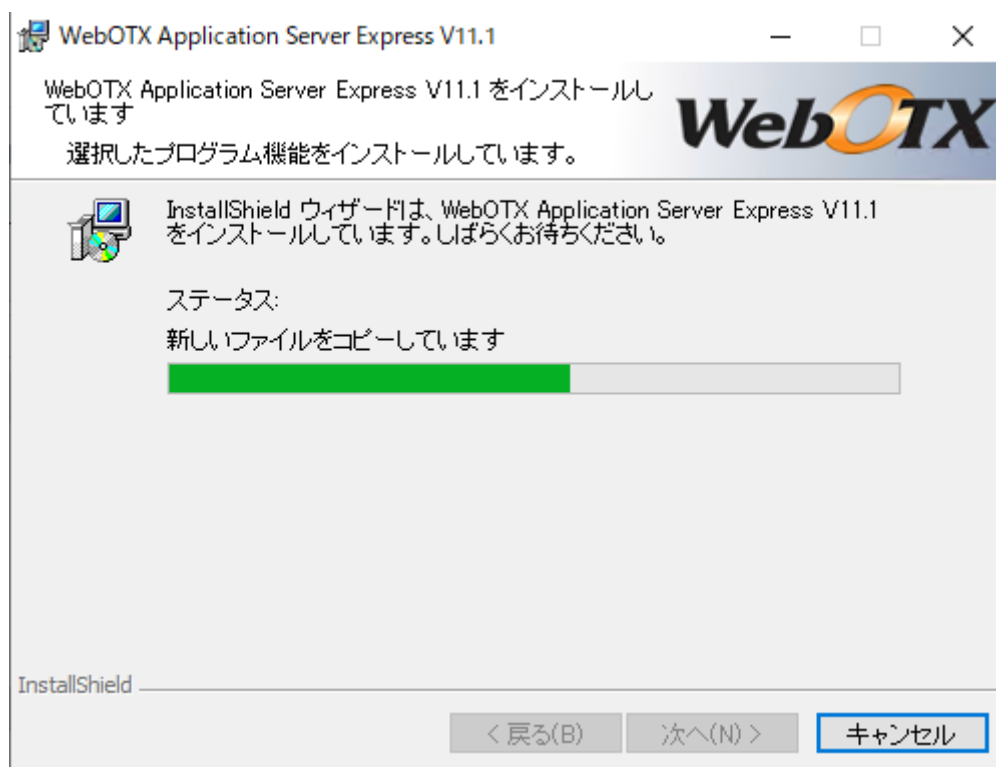 WebOTX Application Server Express V11.1
WebOTX Application Server Express V11.1 をインストールし
ています
選択したプログラム機能をインストールしています。
WebOTX
InstallShield ウィザードは、WebOTX Application Server Express V11.1
をインストールしています。しばらくお待ちください。
ステータス:
新しいファイルをコピーしています
InstallShield
< 戻る(B)
次へ(N) >
キャンセル